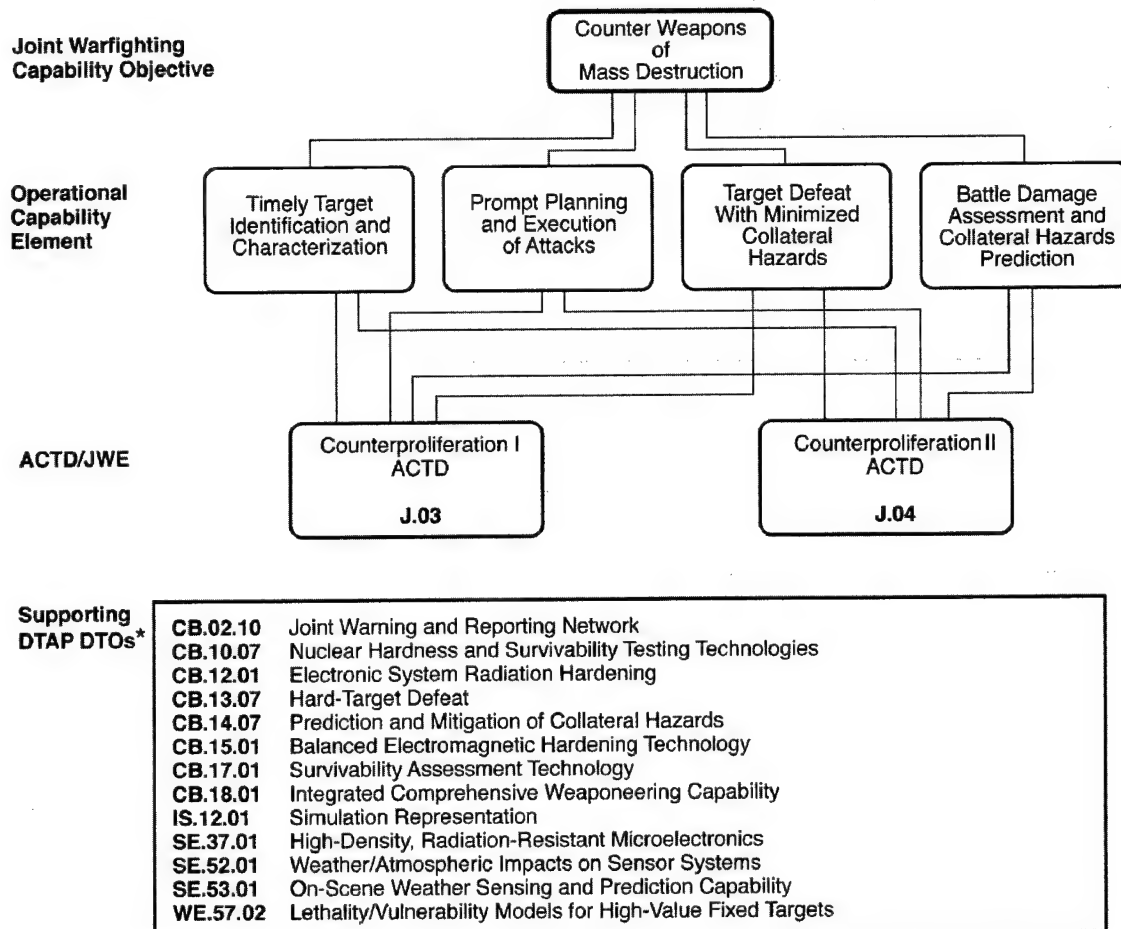 Joint Warfighting
Capability Objective
Counter Weapons
of
Mass Destruction
Operational
Capability
Element
Timely Target
Identification and
Characterization
Prompt Planning
and Execution
of Attacks
Target Defeat
With Minimized
Collateral
Hazards
Battle Damage
Assessment and
Collateral Hazards
Prediction
ACTD/JWE
Counterproliferation I
ACTD
J.03
Counterproliferation II
ACTD
J.04
Supporting
DTAP DTOs*
CB.02.10 Joint Warning and Reporting Network
CB.10.07 Nuclear Hardness and Survivability Testing Technologies
CB.12.01 Electronic System Radiation Hardening
CB.13.07 Hard-Target Defeat
CB.14.07 Prediction and Mitigation of Collateral Hazards
CB.15.01 Balanced Electromagnetic Hardening Technology
CB.17.01 Survivability Assessment Technology
CB.18.01 Integrated Comprehensive Weaponeering Capability
IS.12.01 Simulation Representation
SE.37.01 High-Density, Radiation-Resistant Microelectronics
SE.52.01 Weather/Atmospheric Impacts on Sensor Systems
SE.53.01 On-Scene Weather Sensing and Prediction Capability
WE.57.02 Lethality/Vulnerability Models for High-Value Fixed Targets